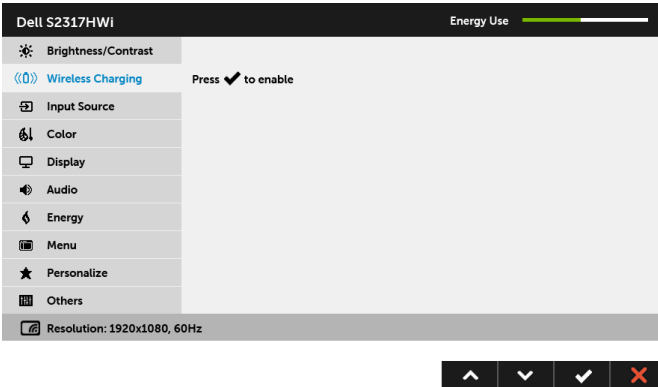 Dell S2317HWi Energy Use
Brightness/Contrast
Wireless Charging Press ✔ to enable
Input Source
Color
Display
Audio
Energy
Menu
Personalize
Others
Resolution: 1920x1080, 60Hz